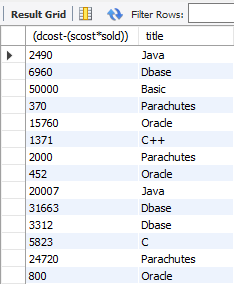 Result Grid Filter Rows:
(dcost-(scost*sold)) title
2490 Java
6960 Dbase
50000 Basic
370 Parachutes
15760 Oracle
1371 C++
2000 Parachutes
452 Oracle
20007 Java
31663 Dbase
3312 Dbase
5823 C
24720 Parachutes
800 Oracle